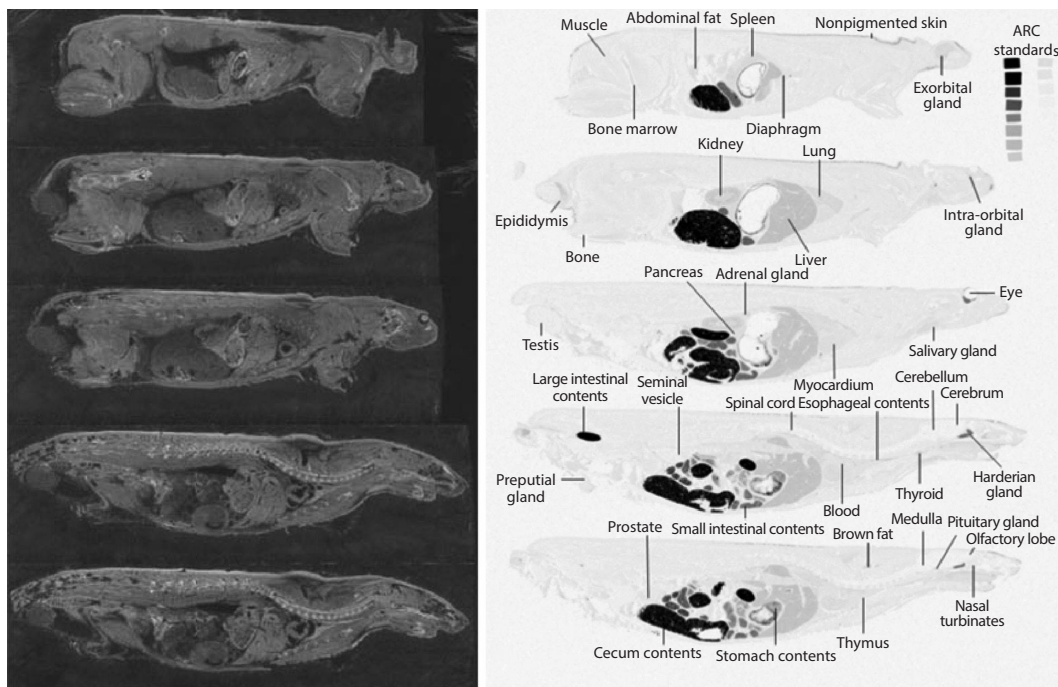 Muscle
Abdominal fat
Spleen
Nonpigmented skin
ARC
standards
Exorbital
gland
Bone marrow
Diaphragm
Kidney
Lung
Epididymis
Intra-orbital
gland
Bone
Liver
Adrenal gland
Pancreas
Eye
Testis
Salivary gland
Myocardium
Large intestinal
contents
Seminal
vesicle
Spinal cord
Esophageal contents
Cerebellum
Cerebrum
Preputial
gland
Harderian
gland
Thyroid
Blood
Small intestinal contents
Prostate
Brown fat
Medulla
Pituitary gland
Olfactory lobe
Nasal
turbinates
Thymus
Cecum contents
Stomach contents